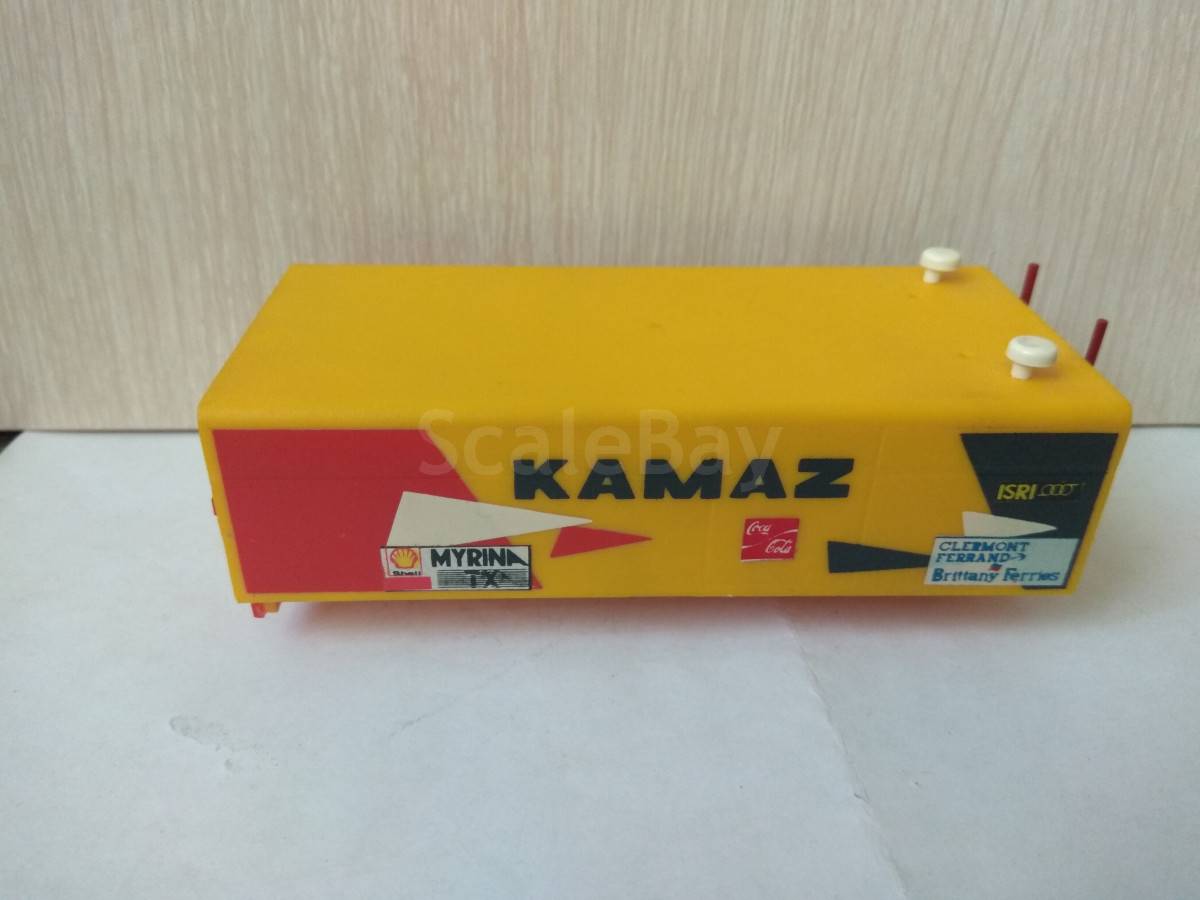 ScaleBay
KAMAZ
ISRI
Coca
Cola
Shell
MYRINA
TX
CLERMONT
FERRAND
Brittany Ferries